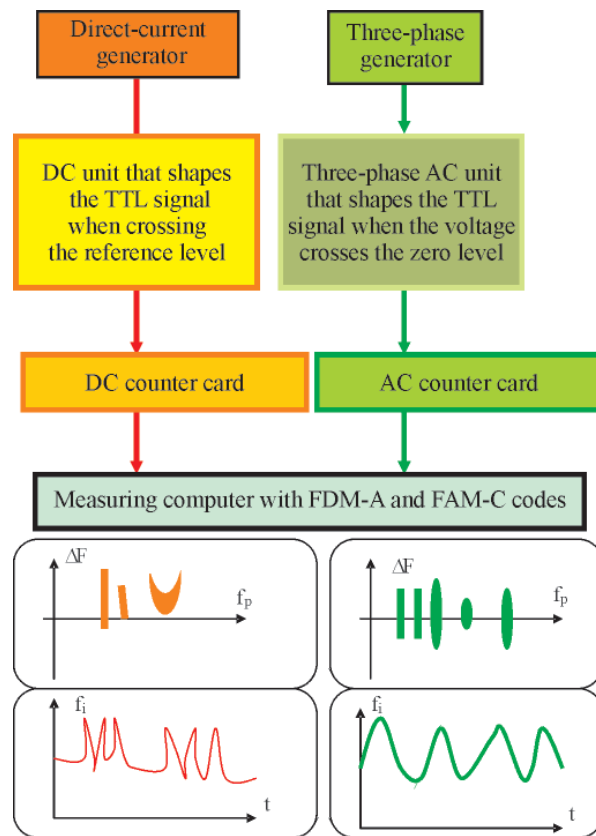 Direct-current
generator
Three-phase
generator
DC unit that shapes
the TTL signal
when crossing
the reference level
Three-phase AC unit
that shapes the TTL
signal when the voltage
crosses the zero level
DC counter card
AC counter card
Measuring computer with FDM-A and FAM-C codes
ΔF
fp
ΔF
fp
fi
t
fi
t